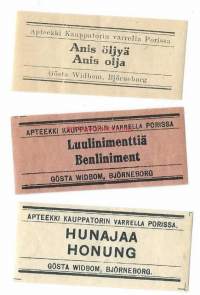 Apteekki Kauppatorin varrella Porissa
Anis öljyä
Anis olja
Gösta Widbom, Björneborg
APTEEKKI KAUPPATORIN VARRELLA PORISSA
Luulinimenttiä
Benliniment
GÖSTA WIDBOM, BJÖRNEBORG
APTEEKKI KAUPPATORIN VARRELLA PORISSA.
HUNAJAA
HONUNG
GÖSTA WIDBOM, BJÖRNEBORG.